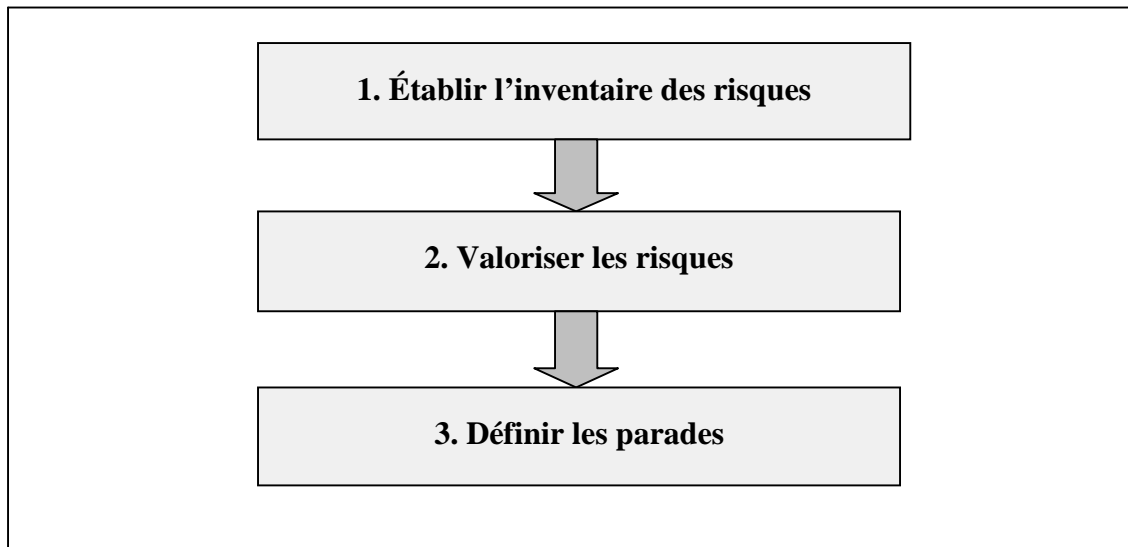 1. Établir l’inventaire des risques
2. Valoriser les risques
3. Définir les parades